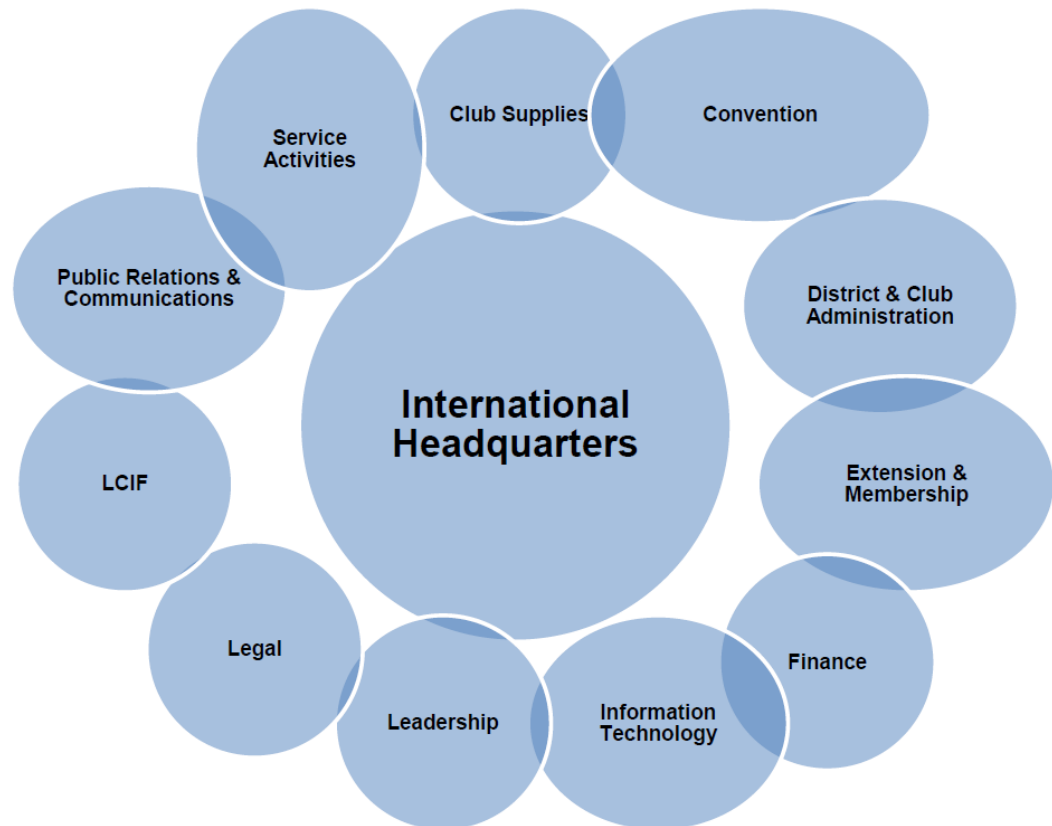 Club Supplies
Convention
Service
Activities
Public Relations &
Communications
District & Club
Administration
International
Headquarters
LCIF
Extension &
Membership
Legal
Finance
Leadership
Information
Technology